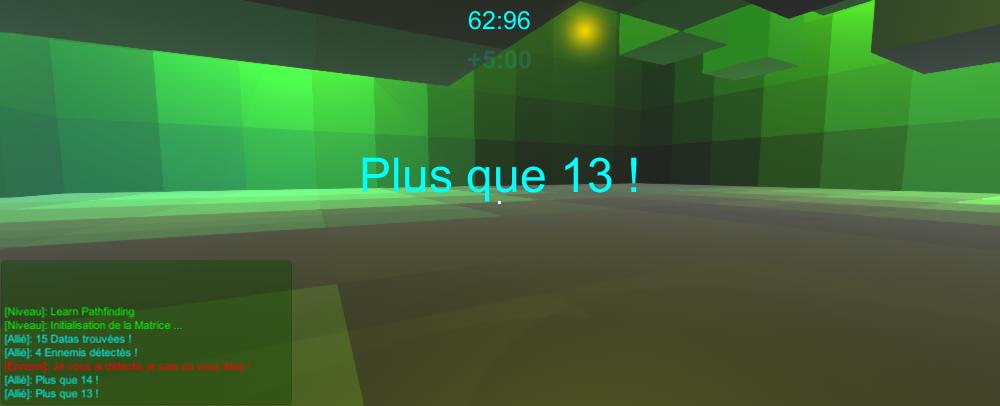 62:96
+5:00
Plus que 13 !
[Niveau]: Learn Pathfinding
[Niveau]: Initialisation de la Matrice ...
[Allié]: 15 Datas trouvées !
[Allié]: 4 Ennemis détectés !
[Ennemi]: Je vous ai détecté, je sais où vous êtes !
[Allié]: Plus que 14 !
[Allié]: Plus que 13 !